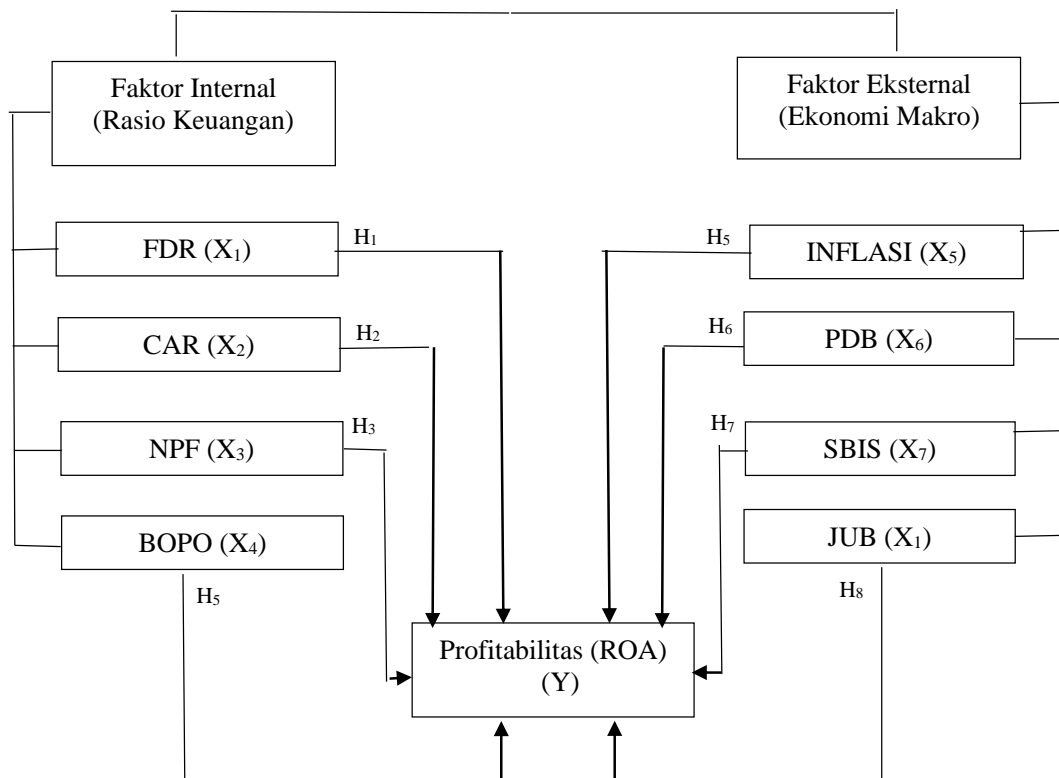 Faktor Internal
(Rasio Keuangan)
Faktor Eksternal
(Ekonomi Makro)
FDR (X₁)
H₁
H₅
INFLASI (X₅)
CAR (X₂)
H₂
H₆
PDB (X₆)
NPF (X₃)
H₃
H₇
SBIS (X₇)
BOPO (X₄)
JUB (X₁)
H₅
H₈
Profitabilitas (ROA)
(Y)